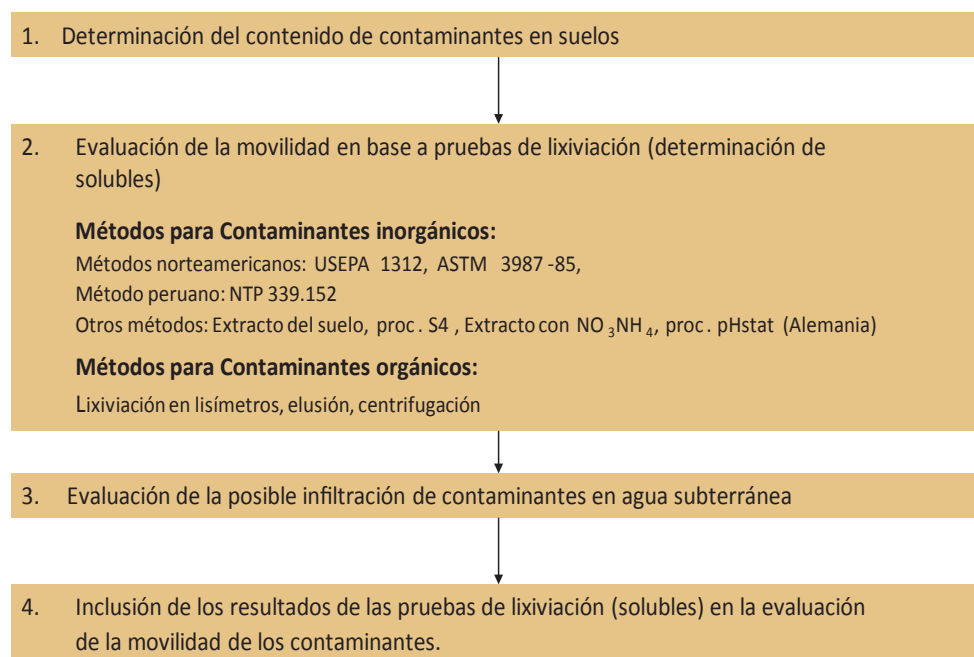 1. Determinación del contenido de contaminantes en suelos
2. Evaluación de la movilidad en base a pruebas de lixiviación (determinación de
solubles)
Métodos para Contaminantes inorgánicos:
Métodos norteamericanos: USEPA 1312, ASTM 3987 -85,
Método peruano: NTP 339.152
Otros métodos: Extracto del suelo, proc. S4 , Extracto con NO₃NH₄, proc. pHstat (Alemania)
Métodos para Contaminantes orgánicos:
Lixiviación en lisímetros, elusión, centrifugación
3. Evaluación de la posible infiltración de contaminantes en agua subterránea
4. Inclusión de los resultados de las pruebas de lixiviación (solubles) en la evaluación
de la movilidad de los contaminantes.